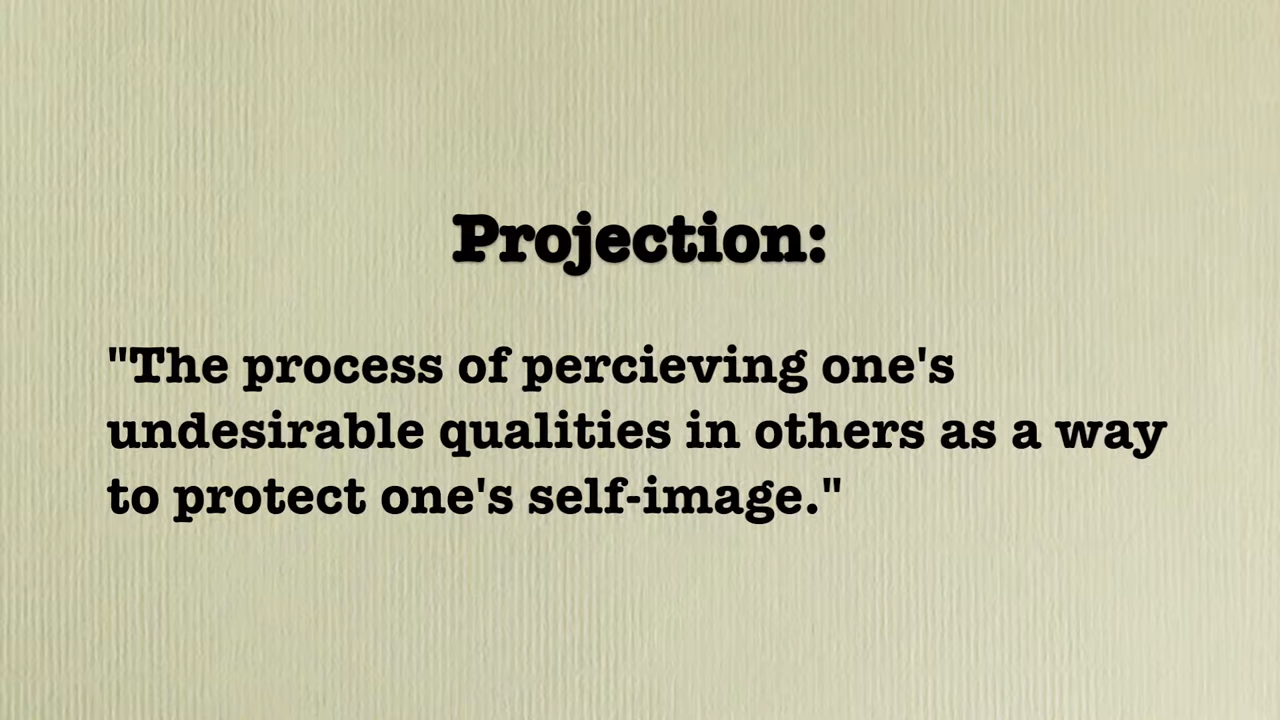 Projection:
"The process of percieving one's
undesirable qualities in others as a way
to protect one's self-image."